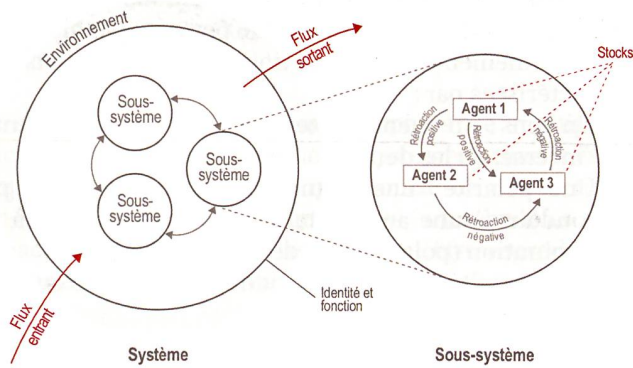 Environnement
Flux
sortant
Sous-
système
Sous-
système
Sous-
système
Flux
entrant
Identité et
fonction
Système
Stocks
Agent 1
Rétroaction
positive
Rétroaction
positive
Rétroaction
négative
Agent 2
Agent 3
Rétroaction
négative
Sous-système